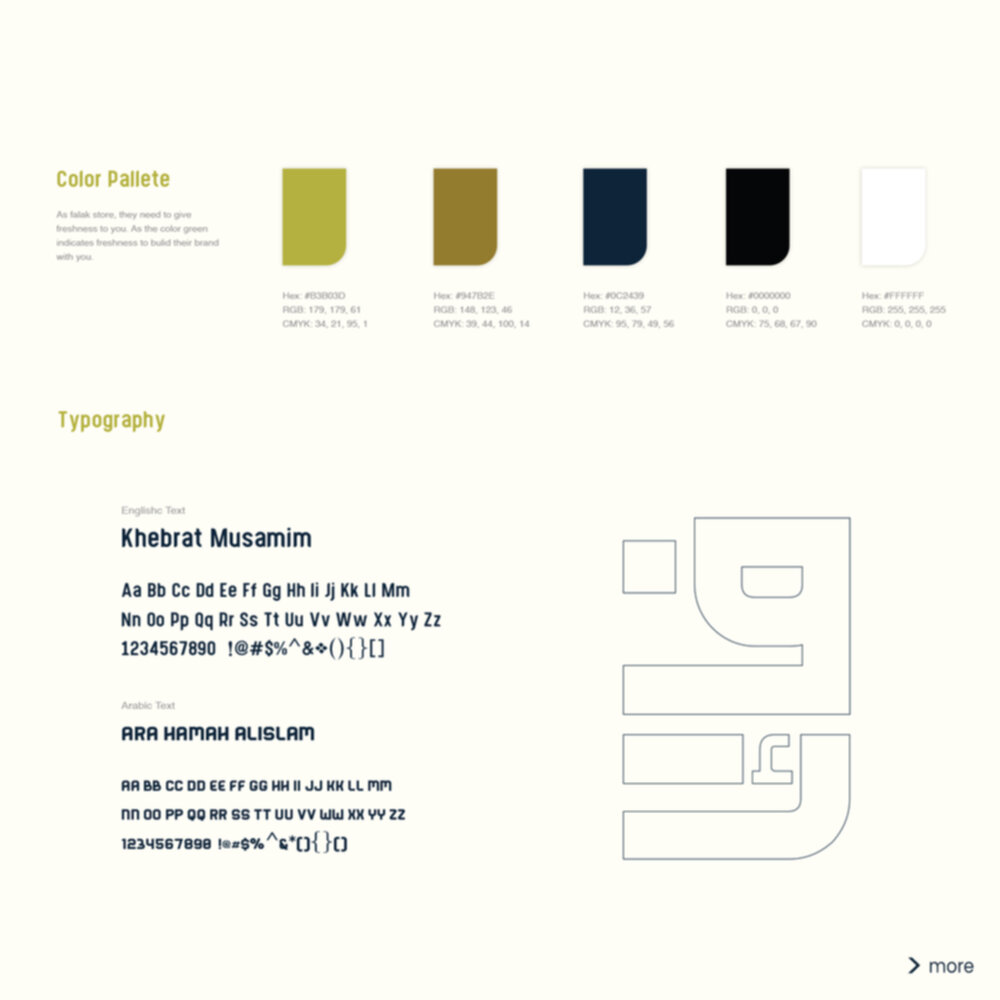 Color Pallete
As falak store, they need to give
freshness to you. As the color green
indicates freshness to bulid their brand
with you.
Hex: #B3B03D
RGB: 179, 179, 61
CMYK: 34, 21, 95, 1
Hex: #947B2E
RGB: 148, 123, 46
CMYK: 39, 44, 100, 14
Hex: #0C2439
RGB: 12, 36, 57
CMYK: 95, 79, 49, 56
Hex: #0000000
RGB: 0, 0, 0
CMYK: 75, 68, 67, 90
Hex: #FFFFFF
RGB: 255, 255, 255
CMYK: 0, 0, 0, 0
Typography
Englishc Text
Khebrat Musamim
Aa Bb Cc Dd Ee Ff Gg Hh Ii Jj Kk Ll Mm
Nn Oo Pp Qq Rr Ss Tt Uu Vv Ww Xx Yy Zz
1234567890 !@#$%^&❖(){}[]
Arabic Text
ARA HAMAH ALISLAM
AA BB CC DD EE FF GG HH II JJ KK LL MM
NN OO PP QQ RR SS TT UU VV WW XX YY ZZ
1234567890 !@#$%^&*(){}[]
> more